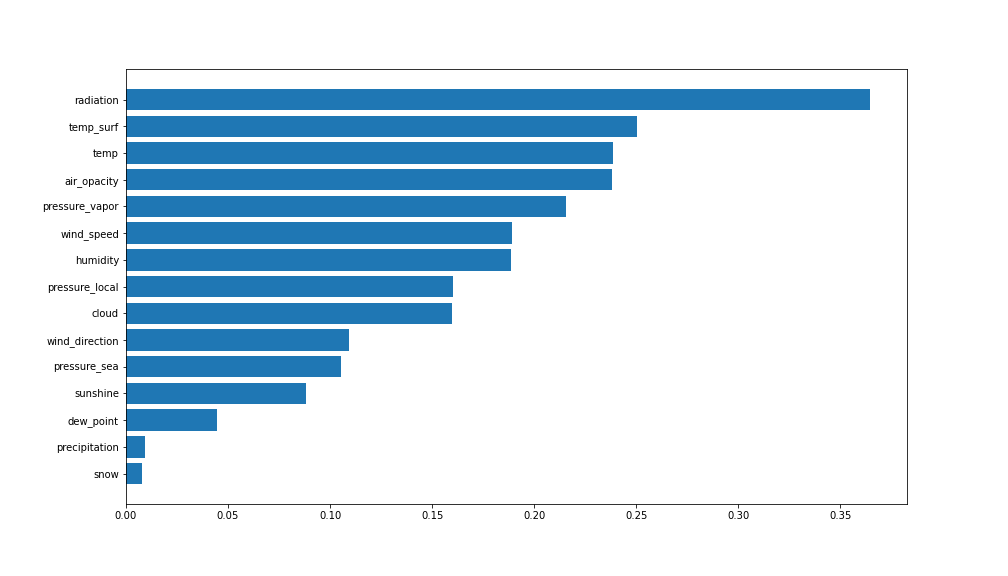 radiation
temp_surf
temp
air_opacity
pressure_vapor
wind_speed
humidity
pressure_local
cloud
wind_direction
pressure_sea
sunshine
dew_point
precipitation
snow
0.00 0.05 0.10 0.15 0.20 0.25 0.30 0.35